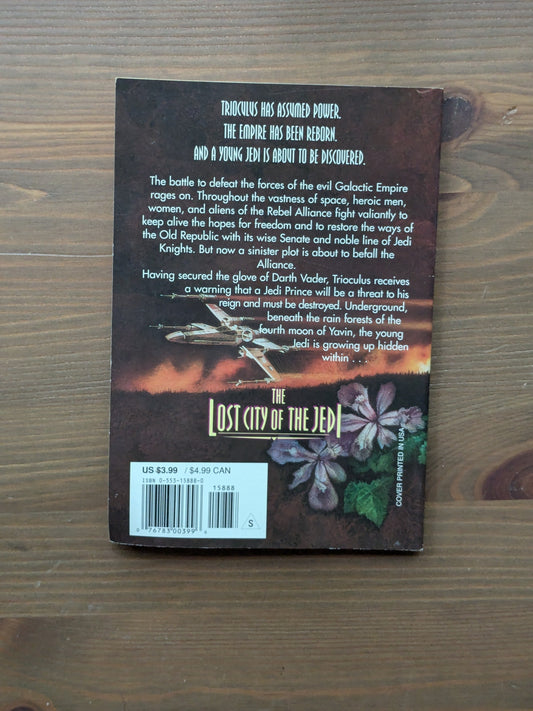 TRIOCULUS HAS ASSUMED POWER.
THE EMPIRE HAS BEEN REBORN.
AND A YOUNG JEDI IS ABOUT TO BE DISCOVERED.
The battle to defeat the forces of the evil Galactic Empire
rages on. Throughout the vastness of space, heroic men,
women, and aliens of the Rebel Alliance fight valiantly to
keep alive the hopes for freedom and to restore the ways of
the Old Republic with its wise Senate and noble line of Jedi
Knights. But now a sinister plot is about to befall the
Alliance.
Having secured the glove of Darth Vader, Trioculus receives
a warning that a Jedi Prince will be a threat to his
reign and must be destroyed. Underground,
beneath the rain forests of the
fourth moon of Yavin, the young
Jedi is growing up hidden
within . . .
THE
LOST CITY OF THE JEDI
US $3.99 / $4.99 CAN
ISBN 0-553-15888-0
15888
0 76783 00399 4
S
COVER PRINTED IN USA